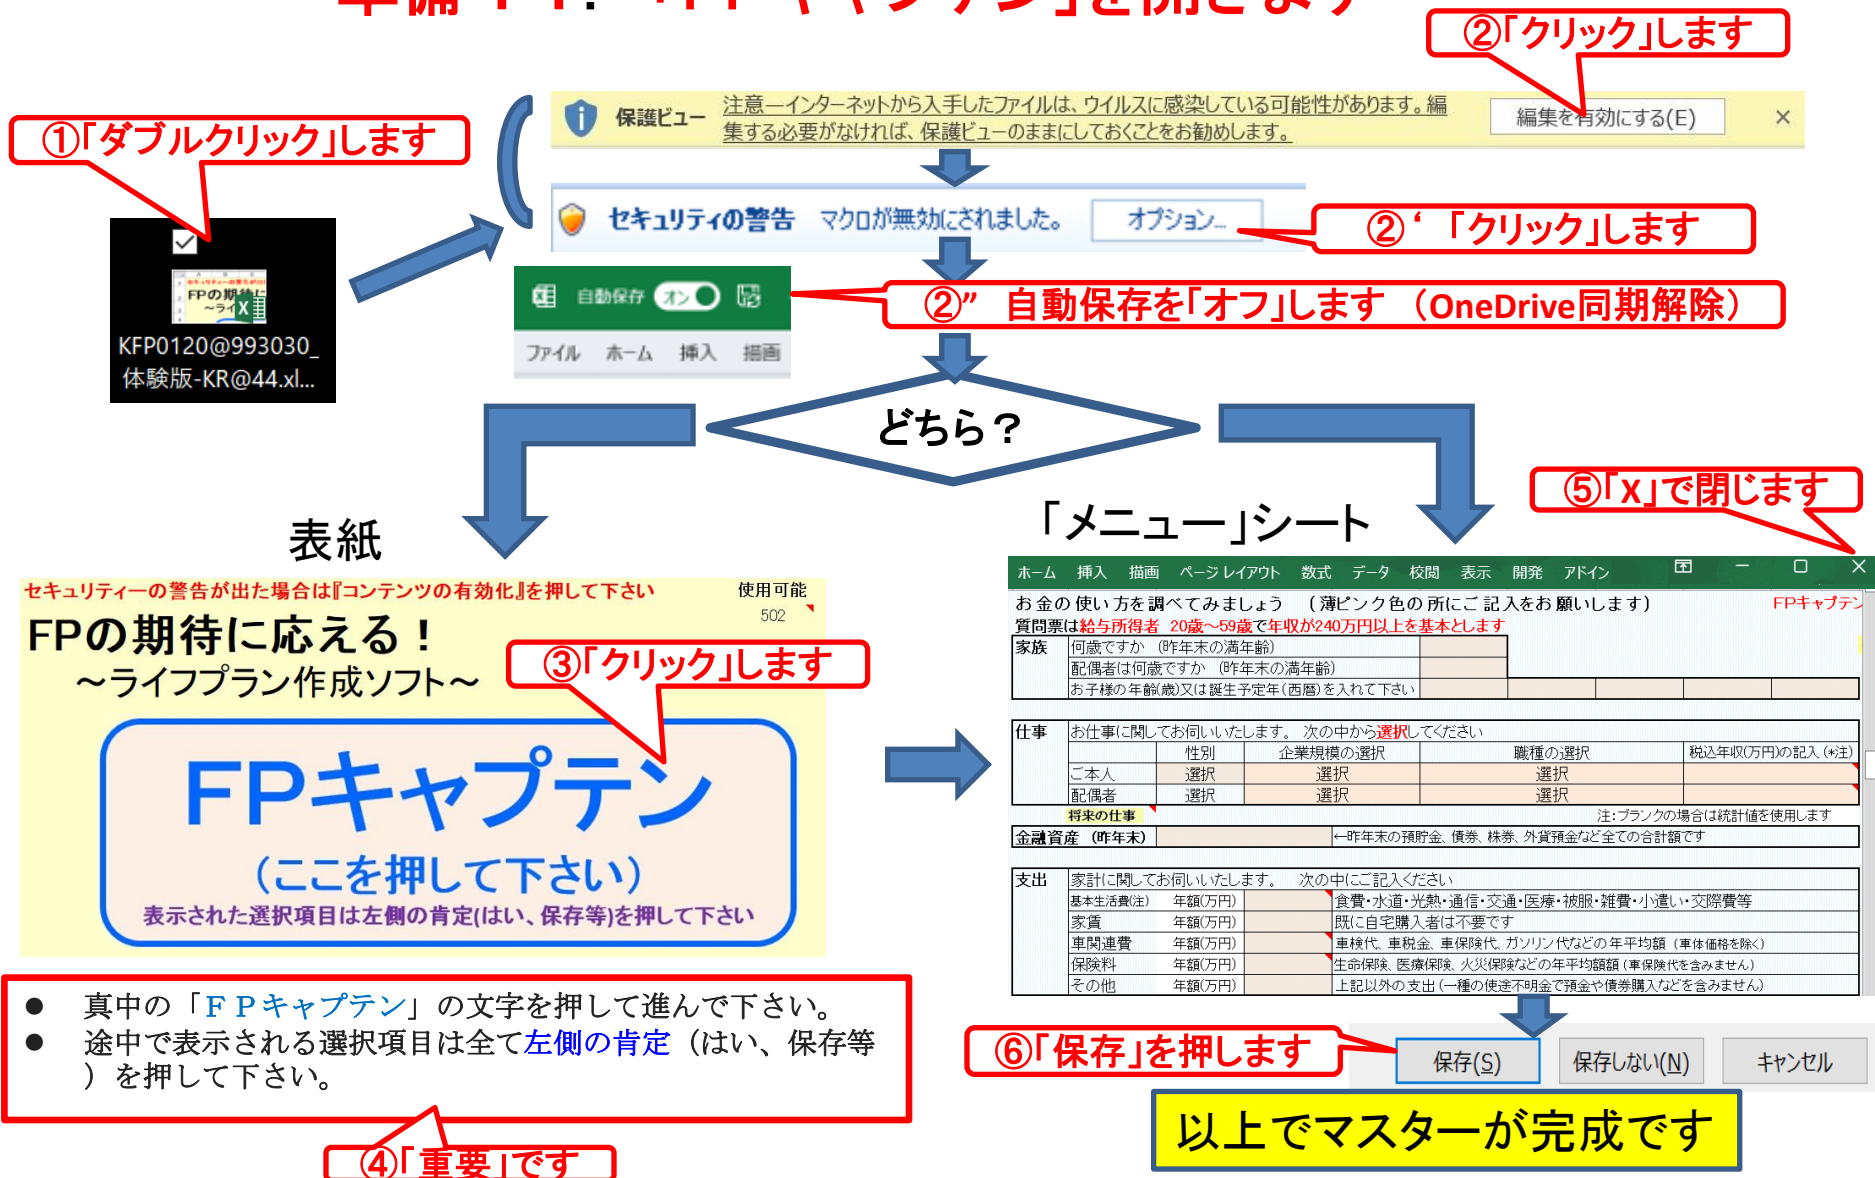 ②「クリック」します
①「ダブルクリック」します
保護ビュー 注意―インターネットから入手したファイルは、ウイルスに感染している可能性があります。編
集する必要がなければ、保護ビューのままにしておくことをお勧めします。
編集を有効にする(E) ×
セキュリティの警告 マクロが無効にされました。 オプション...
②‘「クリック」します
自動保存 オン
②” 自動保存を「オフ」します （OneDrive同期解除）
ファイル ホーム 挿入 描画
FPの期待に
KFP0120@993030_
体験版-KR@44.xl...
どちら？
表紙
「メニュー」シート
⑤「X」で閉じます
セキュリティーの警告が出た場合は『コンテンツの有効化』を押して下さい 使用可能
502
FPの期待に応える！
～ライフプラン作成ソフト～
③「クリック」します
FPキャプテン
(ここを押して下さい)
表示された選択項目は左側の肯定(はい、保存等)を押して下さい
● 真中の「ＦＰキャプテン」の文字を押して進んで下さい。
● 途中で表示される選択項目は全て左側の肯定（はい、保存等
）を押して下さい。
④「重要」です
ホーム 挿入 描画 ページ レイアウト 数式 データ 校閲 表示 開発 アドイン
お金の使い方を調べてみましょう （薄ピンク色の所にご記入をお願いします） FPキャプテン
質問票は給与所得者 20歳～59歳で年収が240万円以上を基本とします
家族 何歳ですか （昨年末の満年齢）
配偶者は何歳ですか （昨年末の満年齢）
お子様の年齢(歳)又は誕生予定年(西暦)を入れて下さい
仕事 お仕事に関してお伺いいたします。 次の中から選択してください
性別 企業規模の選択 職種の選択 税込年収(万円)の記入 (*注)
ご本人 選択 選択 選択
配偶者 選択 選択 選択
将来の仕事 注:ブランクの場合は統計値を使用します
金融資産 （昨年末） ←昨年末の預貯金、債券、株券、外貨預金など全ての合計額です
支出 家計に関してお伺いいたします。 次の中にご記入ください
基本生活費(注) 年額(万円) 食費・水道・光熱・通信・交通・医療・被服・雑費・小遣い・交際費等
家賃 年額(万円) 既に自宅購入者は不要です
車関連費 年額(万円) 車検代、車税金、車保険代、ガソリン代などの年平均額 （車体価格を除く）
保険料 年額(万円) 生命保険、医療保険、火災保険などの年平均額額 (車保険代を含みません)
その他 年額(万円) 上記以外の支出 (一種の使途不明金で預金や債券購入などを含みません)
⑥「保存」を押します
保存(S) 保存しない(N) キャンセル
以上でマスターが完成です